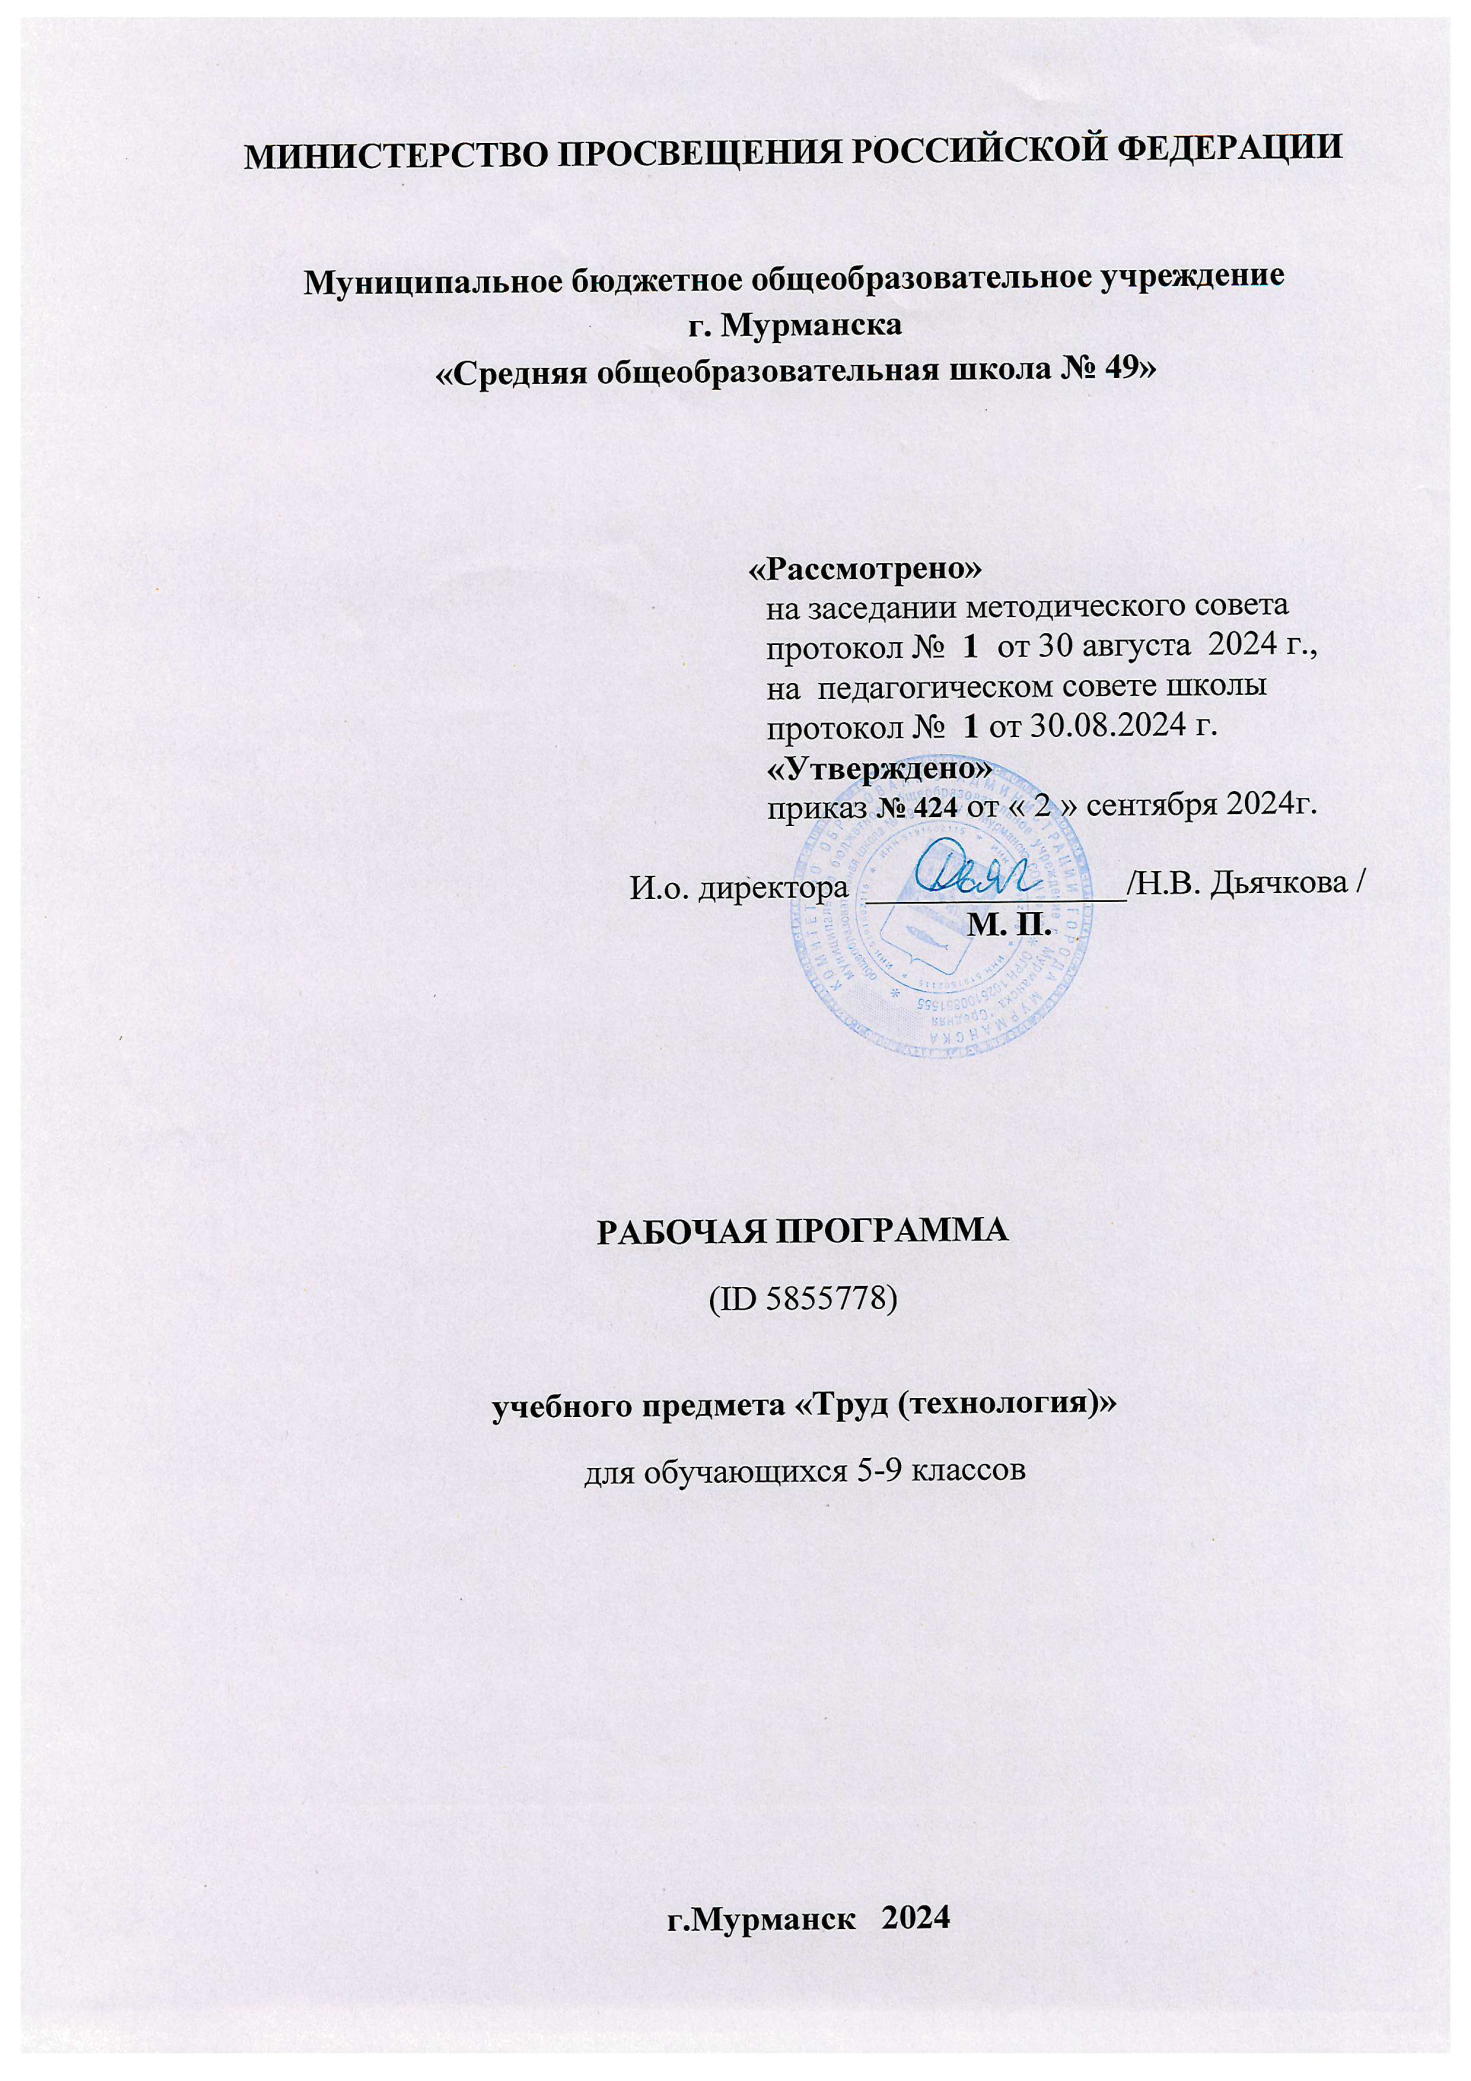 МИНИСТЕРСТВО ПРОСВЕЩЕНИЯ РОССИЙСКОЙ ФЕДЕРАЦИИ
Муниципальное бюджетное общеобразовательное учреждение
г. Мурманска
«Средняя общеобразовательная школа № 49»
«Рассмотрено»
на заседании методического совета
протокол № 1 от 30 августа 2024 г.,
на педагогическом совете школы
протокол № 1 от 30.08.2024 г.
«Утверждено»
приказ № 424 от « 2 » сентября 2024г.
И.о. директора /Н.В. Дьячкова /
М. П.
РАБОЧАЯ ПРОГРАММА
(ID 5855778)
учебного предмета «Труд (технология)»
для обучающихся 5-9 классов
г.Мурманск 2024